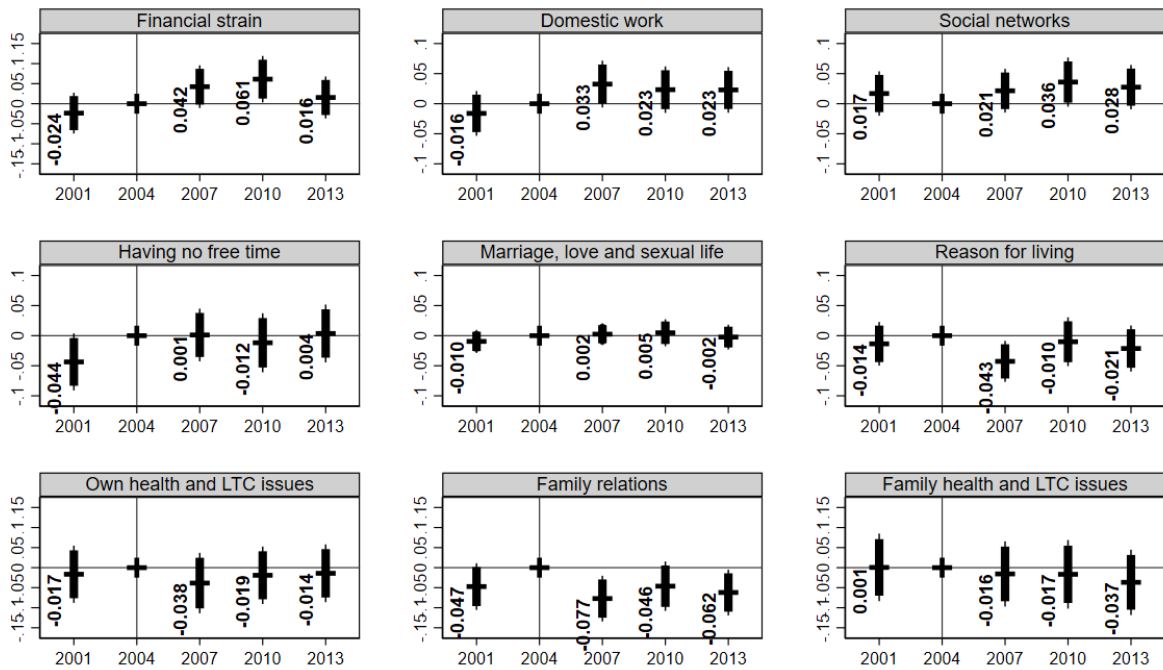 Financial strain
-.15-.1-.05 0 .05 .1 .15
-0.024
0.042
0.061
0.016
2001 2004 2007 2010 2013
Domestic work
-.1 -.05 0 .05 .1
-0.016
0.033
0.023
0.023
2001 2004 2007 2010 2013
Social networks
-.1 -.05 0 .05 .1
0.017
0.021
0.036
0.028
2001 2004 2007 2010 2013
Having no free time
-.1 -.05 0 .05 .1
-0.044
0.001
-0.012
0.004
2001 2004 2007 2010 2013
Marriage, love and sexual life
-.1 -.05 0 .05 .1
-0.010
0.002
0.005
-0.002
2001 2004 2007 2010 2013
Reason for living
-.1 -.05 0 .05 .1
-0.014
-0.043
-0.010
-0.021
2001 2004 2007 2010 2013
Own health and LTC issues
-.15-.1-.05 0 .05 .1 .15
-0.017
-0.038
-0.019
-0.014
2001 2004 2007 2010 2013
Family relations
-.15-.1-.05 0 .05 .1 .15
-0.047
-0.077
-0.046
-0.062
2001 2004 2007 2010 2013
Family health and LTC issues
-.15-.1-.05 0 .05 .1 .15
0.001
-0.016
-0.017
-0.037
2001 2004 2007 2010 2013